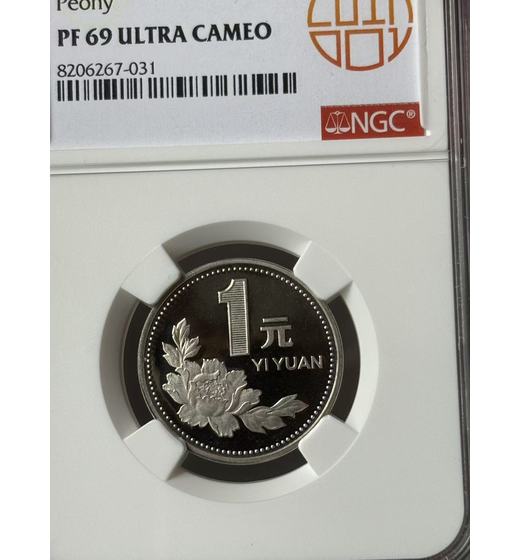 Peony
PF 69 ULTRA CAMEO
8206267-031
NGC®
1 元
YI YUAN